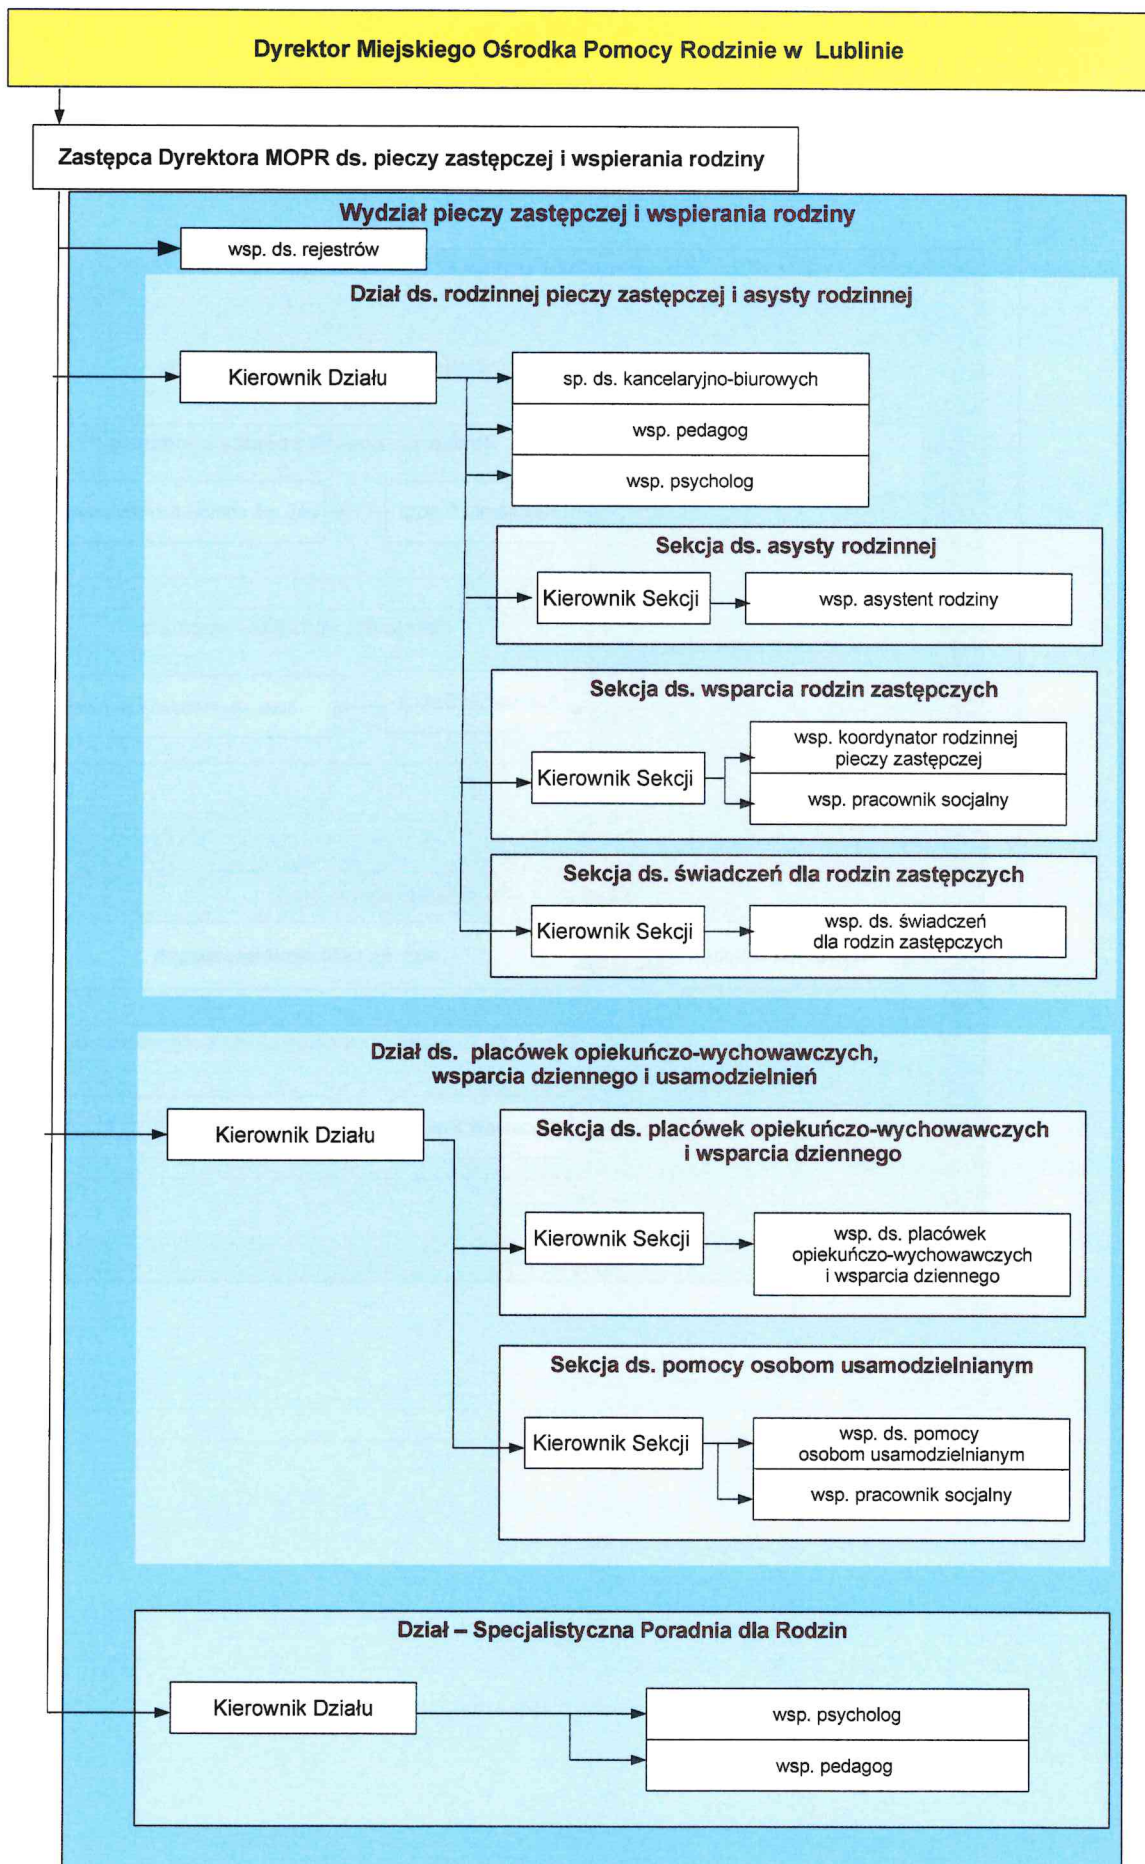 Dyrektor Miejskiego Ośrodka Pomocy Rodzinie w Lublinie
Zastępca Dyrektora MOPR ds. pieczy zastępczej i wspierania rodziny
Wydział pieczy zastępczej i wspierania rodziny
wsp. ds. rejestrów
Dział ds. rodzinnej pieczy zastępczej i asysty rodzinnej
Kierownik Działu
sp. ds. kancelaryjno-biurowych
wsp. pedagog
wsp. psycholog
Sekcja ds. asysty rodzinnej
Kierownik Sekcji
wsp. asystent rodziny
Sekcja ds. wsparcia rodzin zastępczych
Kierownik Sekcji
wsp. koordynator rodzinnej
pieczy zastępczej
wsp. pracownik socjalny
Sekcja ds. świadczeń dla rodzin zastępczych
Kierownik Sekcji
wsp. ds. świadczeń
dla rodzin zastępczych
Dział ds. placówek opiekuńczo-wychowawczych,
wsparcia dziennego i usamodzielnień
Kierownik Działu
Sekcja ds. placówek opiekuńczo-wychowawczych
i wsparcia dziennego
Kierownik Sekcji
wsp. ds. placówek
opiekuńczo-wychowawczych
i wsparcia dziennego
Sekcja ds. pomocy osobom usamodzielnianym
Kierownik Sekcji
wsp. ds. pomocy
osobom usamodzielnianym
wsp. pracownik socjalny
Dział – Specjalistyczna Poradnia dla Rodzin
Kierownik Działu
wsp. psycholog
wsp. pedagog